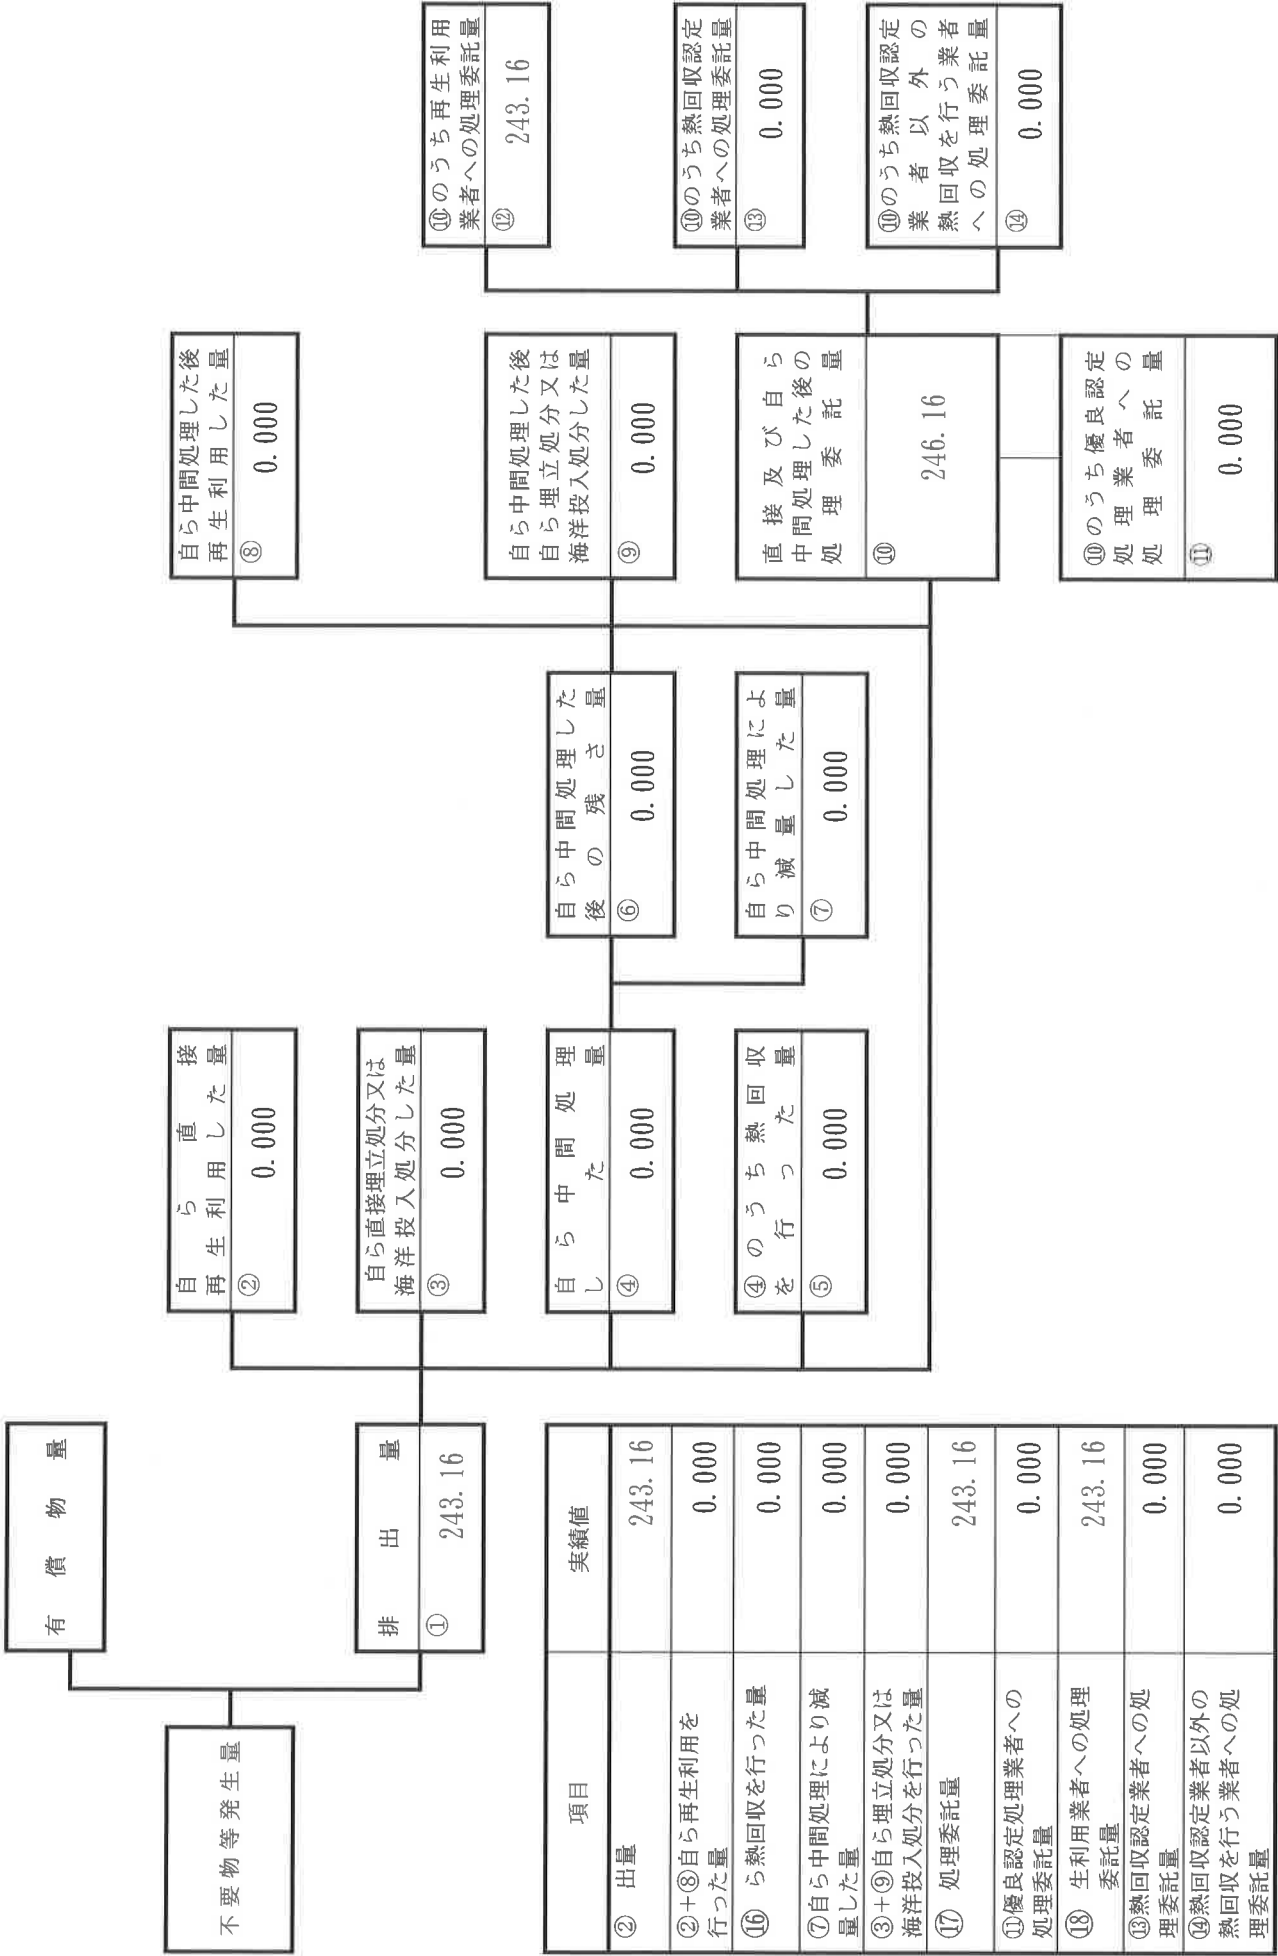 有償物量
不要物等発生量
排出量
① 243.16
自ら直接
再生利用した量
② 0.000
自ら直接埋立処分又は
海洋投入処分した量
③ 0.000
自ら中間処理
した量
④ 0.000
④のうち熱回収
を行った量
⑤ 0.000
自ら中間処理した
後の残さ量
⑥ 0.000
自ら中間処理によ
り減量した量
⑦ 0.000
自ら中間処理した後
再生利用した量
⑧ 0.000
自ら中間処理した後
自ら埋立処分又は
海洋投入処分した量
⑨ 0.000
直接及び自ら
中間処理した後の
処理委託量
⑩ 246.16
⑩のうち優良認定
処理業者への
処理委託量
⑪ 0.000
⑩のうち再生利用
業者への処理委託量
⑫ 243.16
⑩のうち熱回収認定
業者への処理委託量
⑬ 0.000
⑩のうち熱回収認定
業者以外の
熱回収を行う業者
への処理委託量
⑭ 0.000
項目 実績値
② 出量 243.16
②+⑧自ら再生利用を
行った量 0.000
⑯ ら熱回収を行った量 0.000
⑦自ら中間処理により減
量した量 0.000
③+⑨自ら埋立処分又は
海洋投入処分を行った量 0.000
⑰ 処理委託量 243.16
⑪優良認定処理業者への
処理委託量 0.000
⑱ 生利用業者への処理
委託量 243.16
⑬熱回収認定業者への処
理委託量 0.000
⑭熱回収認定業者以外の
熱回収を行う業者への処
理委託量 0.000